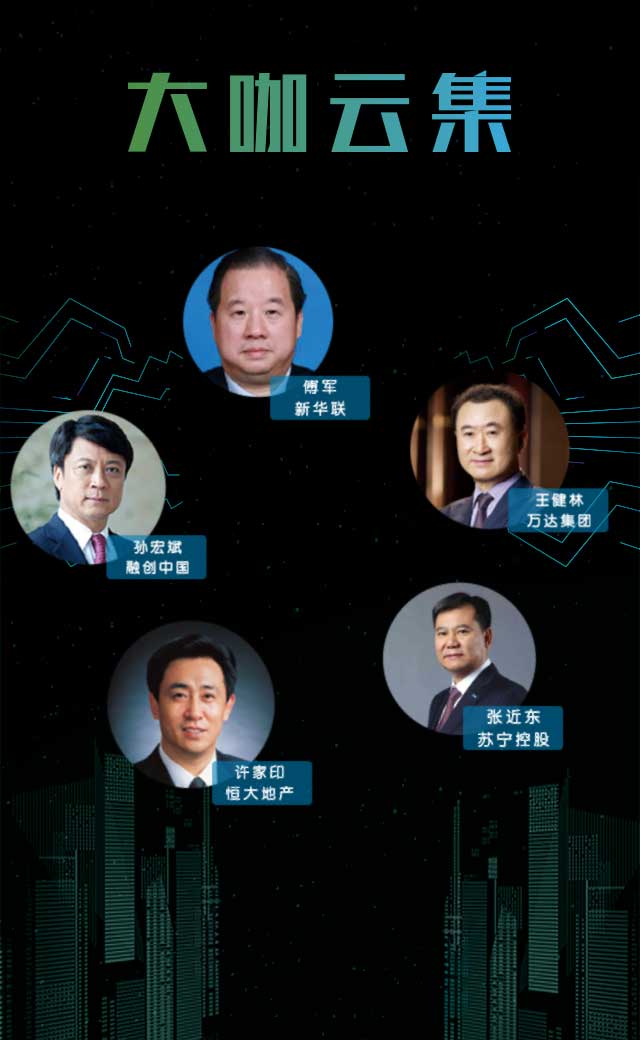 大咖云集
傅军
新华联
王健林
万达集团
孙宏斌
融创中国
张近东
苏宁控股
许家印
恒大地产